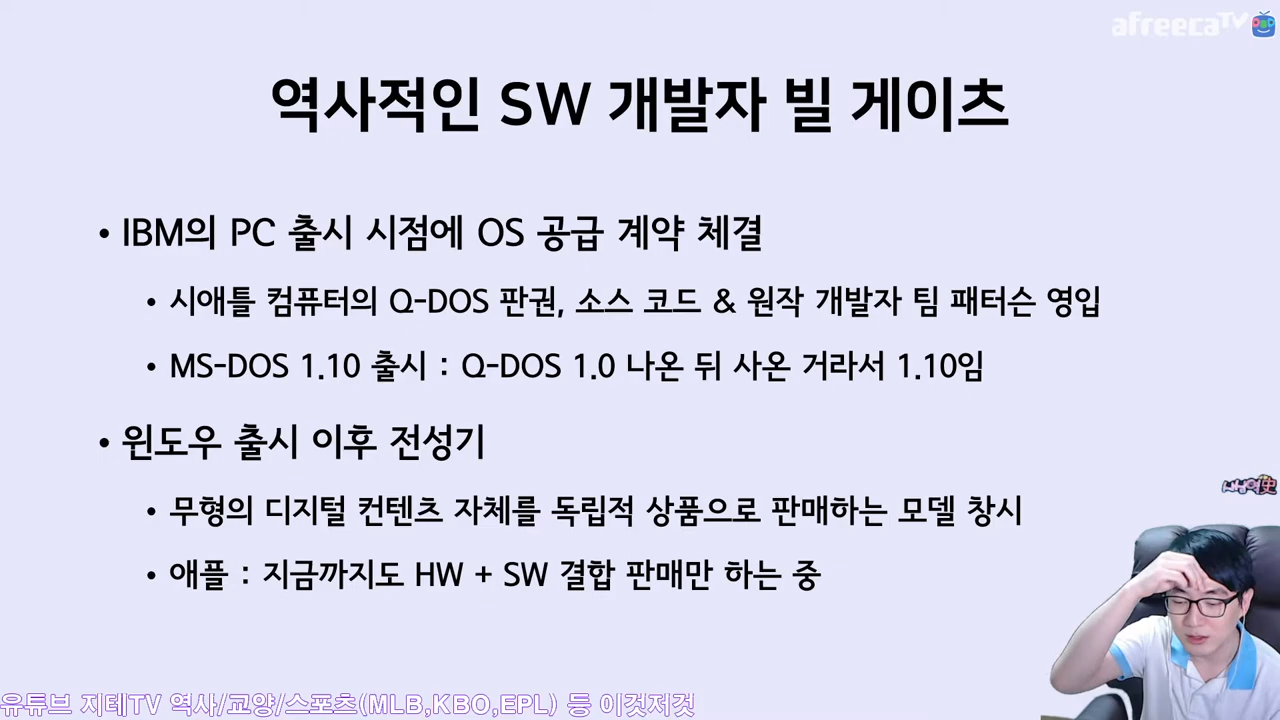 afreecaTV
역사적인 SW 개발자 빌 게이츠
• IBM의 PC 출시 시점에 OS 공급 계약 체결
• 시애틀 컴퓨터의 Q-DOS 판권, 소스 코드 & 원작 개발자 팀 패터슨 영입
• MS-DOS 1.10 출시 : Q-DOS 1.0 나온 뒤 사온 거라서 1.10임
• 윈도우 출시 이후 전성기
• 무형의 디지털 컨텐츠 자체를 독립적 상품으로 판매하는 모델 창시
• 애플 : 지금까지도 HW + SW 결합 판매만 하는 중
유튜브 지테TV 역사/교양/스포츠(MLB,KBO,EPL) 등 이것저것